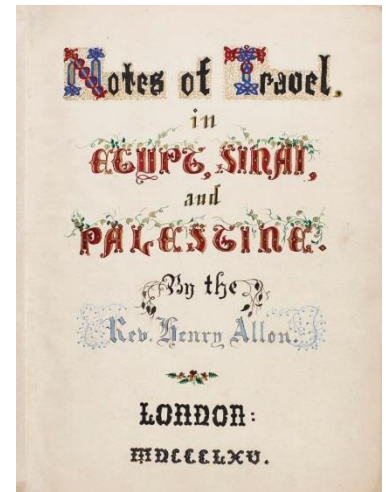 Notes of Travel,
in
EGYPT, SINAI,
and
PALESTINE.
By the
Rev. Henry Allon.
LONDON:
MDCCCLXV.